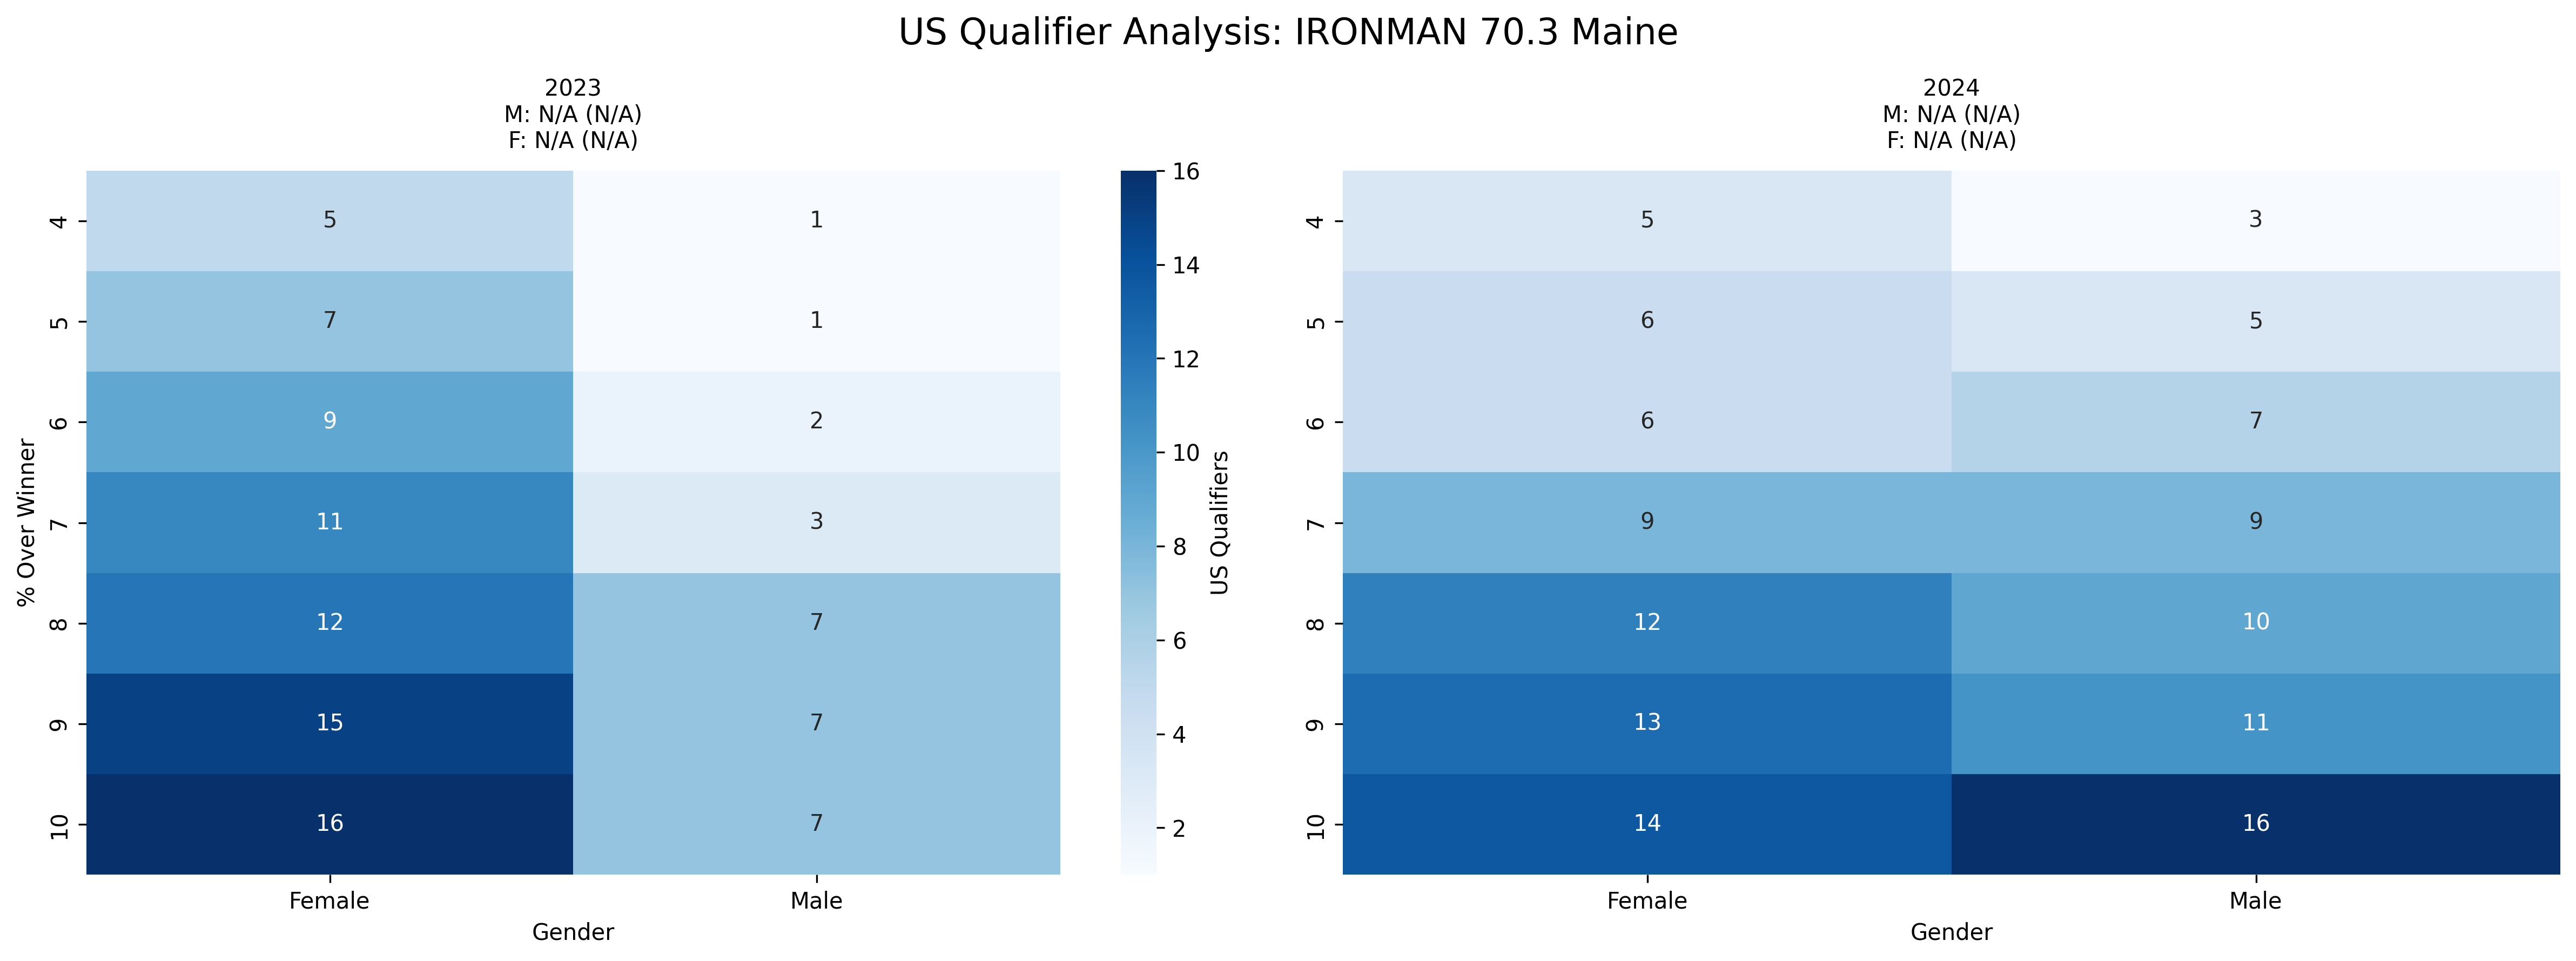 US Qualifier Analysis: IRONMAN 70.3 Maine
2023
M: N/A (N/A)
F: N/A (N/A)
% Over Winner
4 5 1
5 7 1
6 9 2
7 11 3
8 12 7
9 15 7
10 16 7
Female Male
Gender
16
14
12
10
8
6
4
2
US Qualifiers
2024
M: N/A (N/A)
F: N/A (N/A)
4 5 3
5 6 5
6 6 7
7 9 9
8 12 10
9 13 11
10 14 16
Female Male
Gender